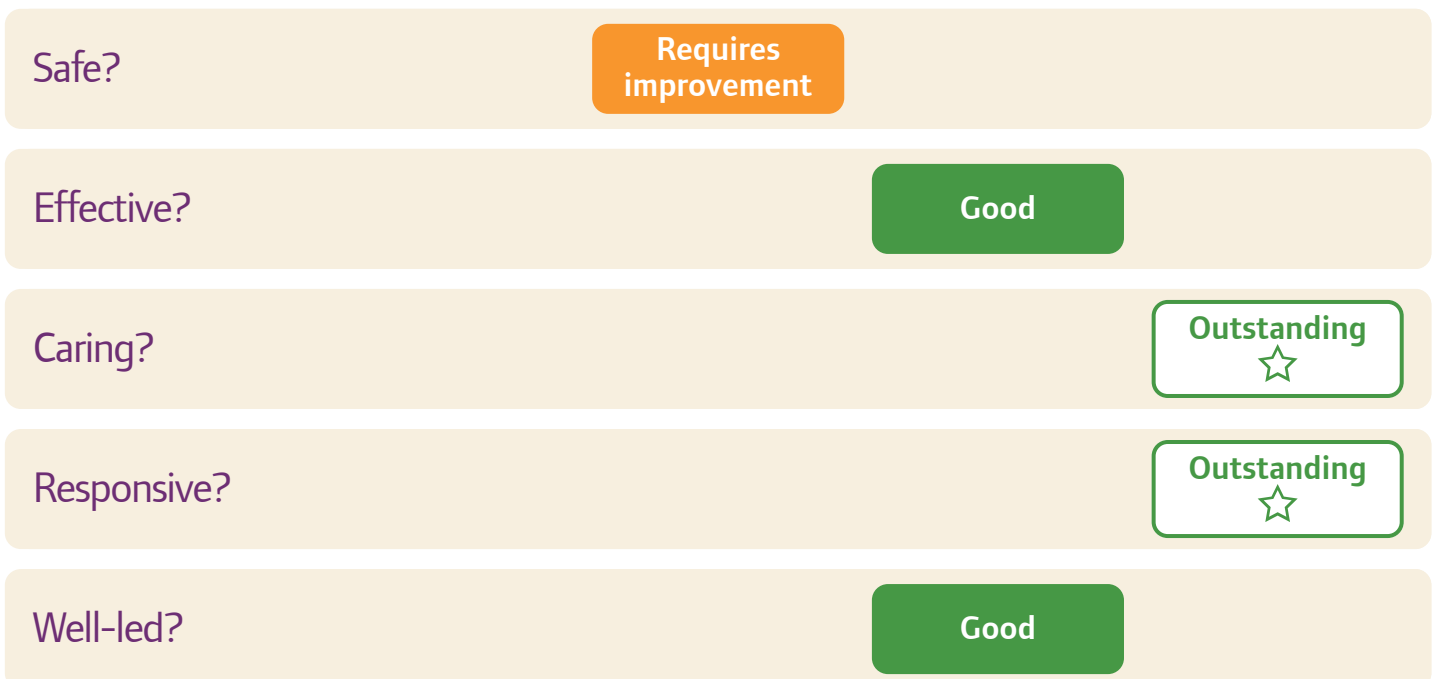 Safe?
Requires
improvement
Effective?
Good
Caring?
Outstanding
Responsive?
Outstanding
Well-led?
Good